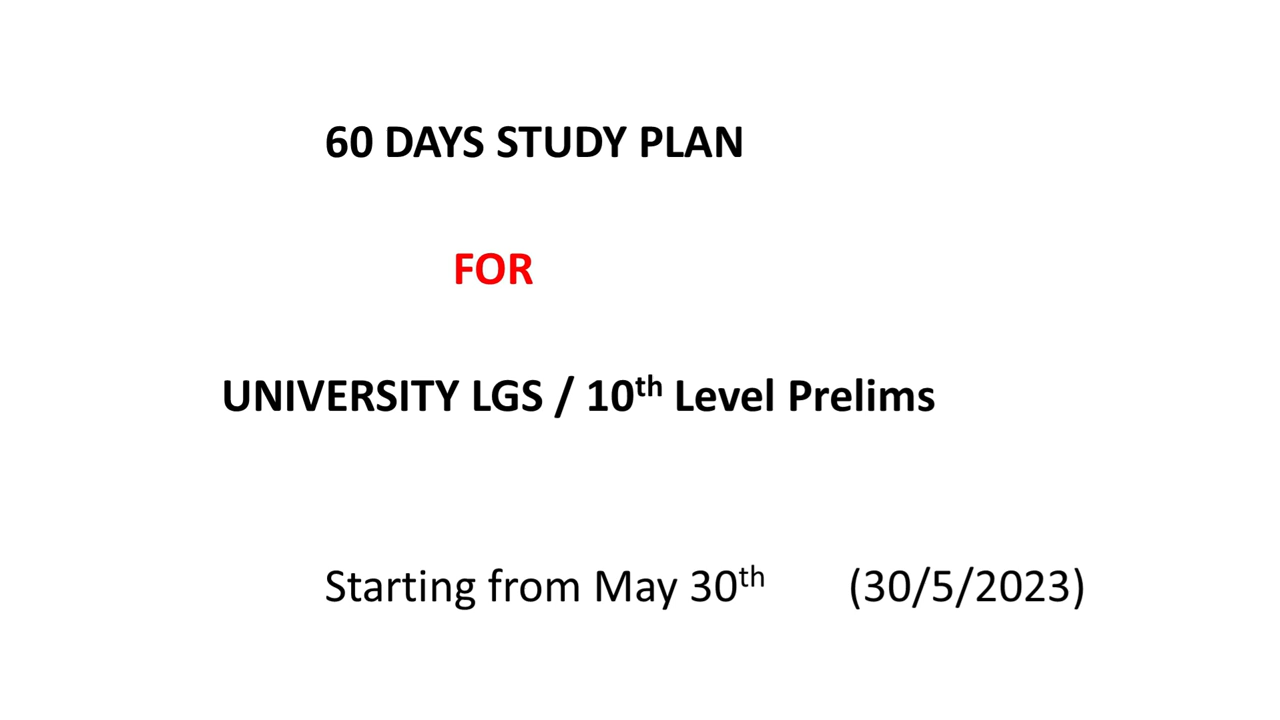 60 DAYS STUDY PLAN
FOR
UNIVERSITY LGS / 10th Level Prelims
Starting from May 30th (30/5/2023)